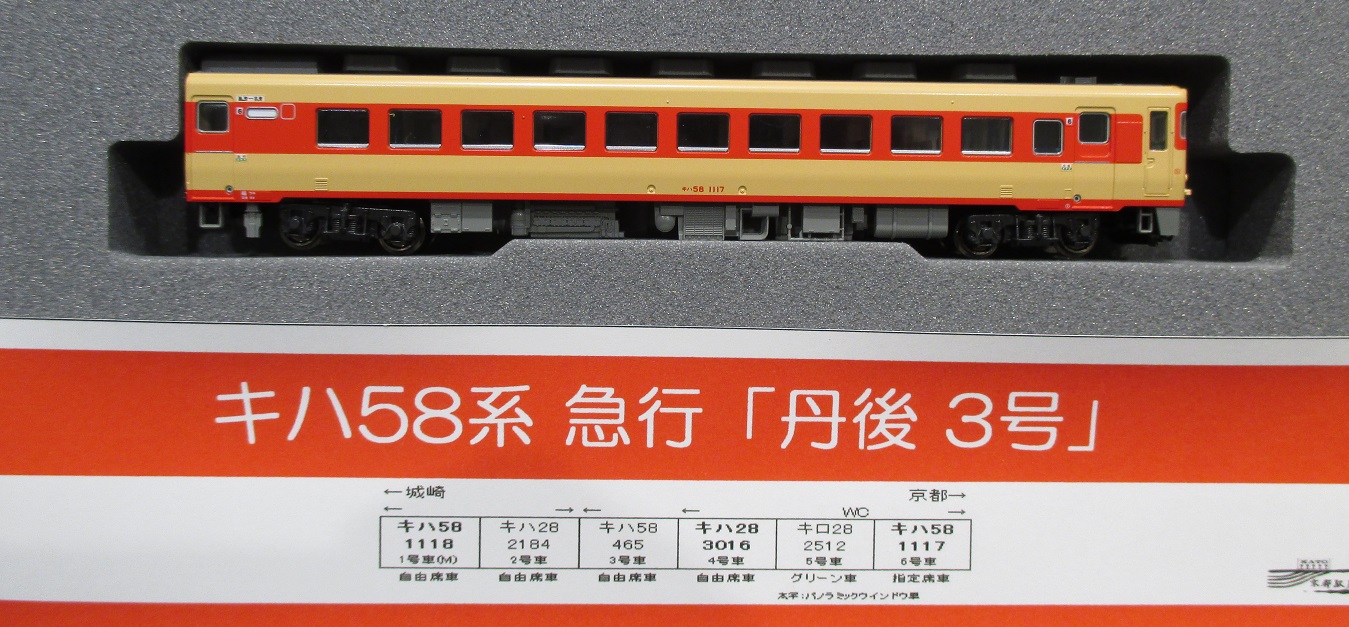 キハ58 1117
キハ58系 急行「丹後 3号」
←城崎 京都→
← → ← ← WC →
キハ58 キハ28 キハ58 キハ28 キロ28 キハ58
1118 2184 465 3016 2512 1117
1号車(M) 2号車 3号車 4号車 5号車 6号車
自由席車 自由席車 自由席車 自由席車 グリーン車 指定席車
太字:パノラミックウインドウ車